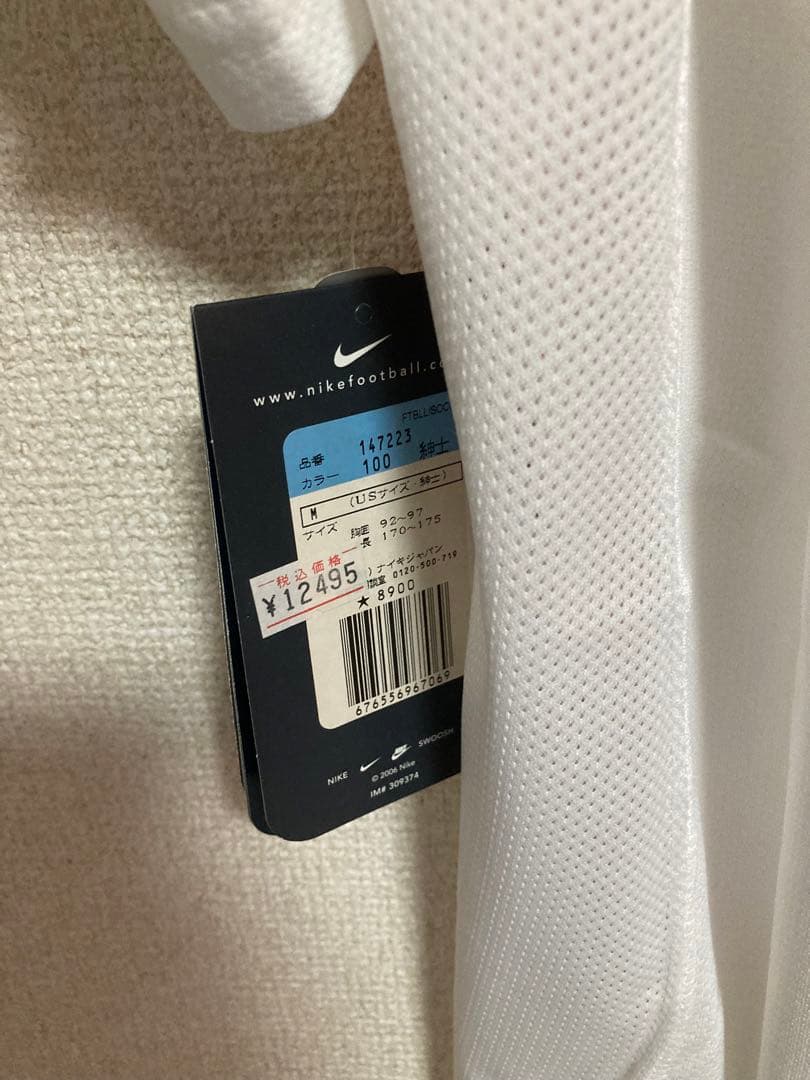 www.nikefootball.co
FTBLL/SOC
品番 147223 紳士
カラー 100
M (USサイズ・紳士)
サイズ 胸囲 92~97
長 170~175
) ナイキジャパン
談室 0120-500-719
税込価格
¥12495
★8900
676556967069
NIKE SWOOSH
© 2006 Nike
IM# 309374